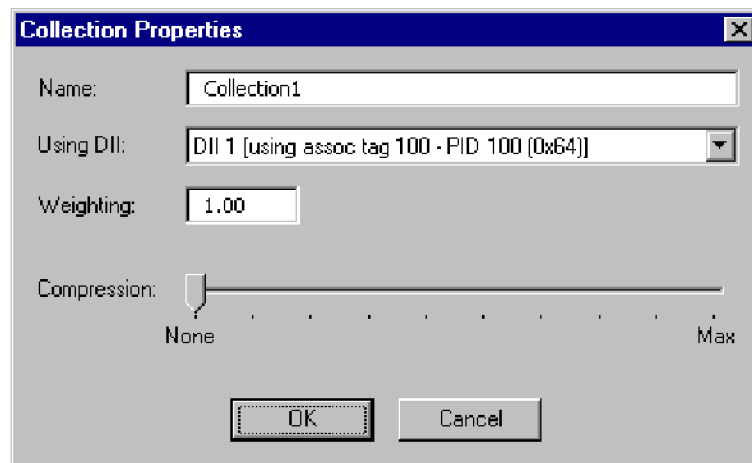 Collection Properties
Name: Collection1
Using DII: DII 1 [using assoc tag 100 - PID 100 (0x64)]
Weighting: 1.00
Compression:
None Max
OK Cancel